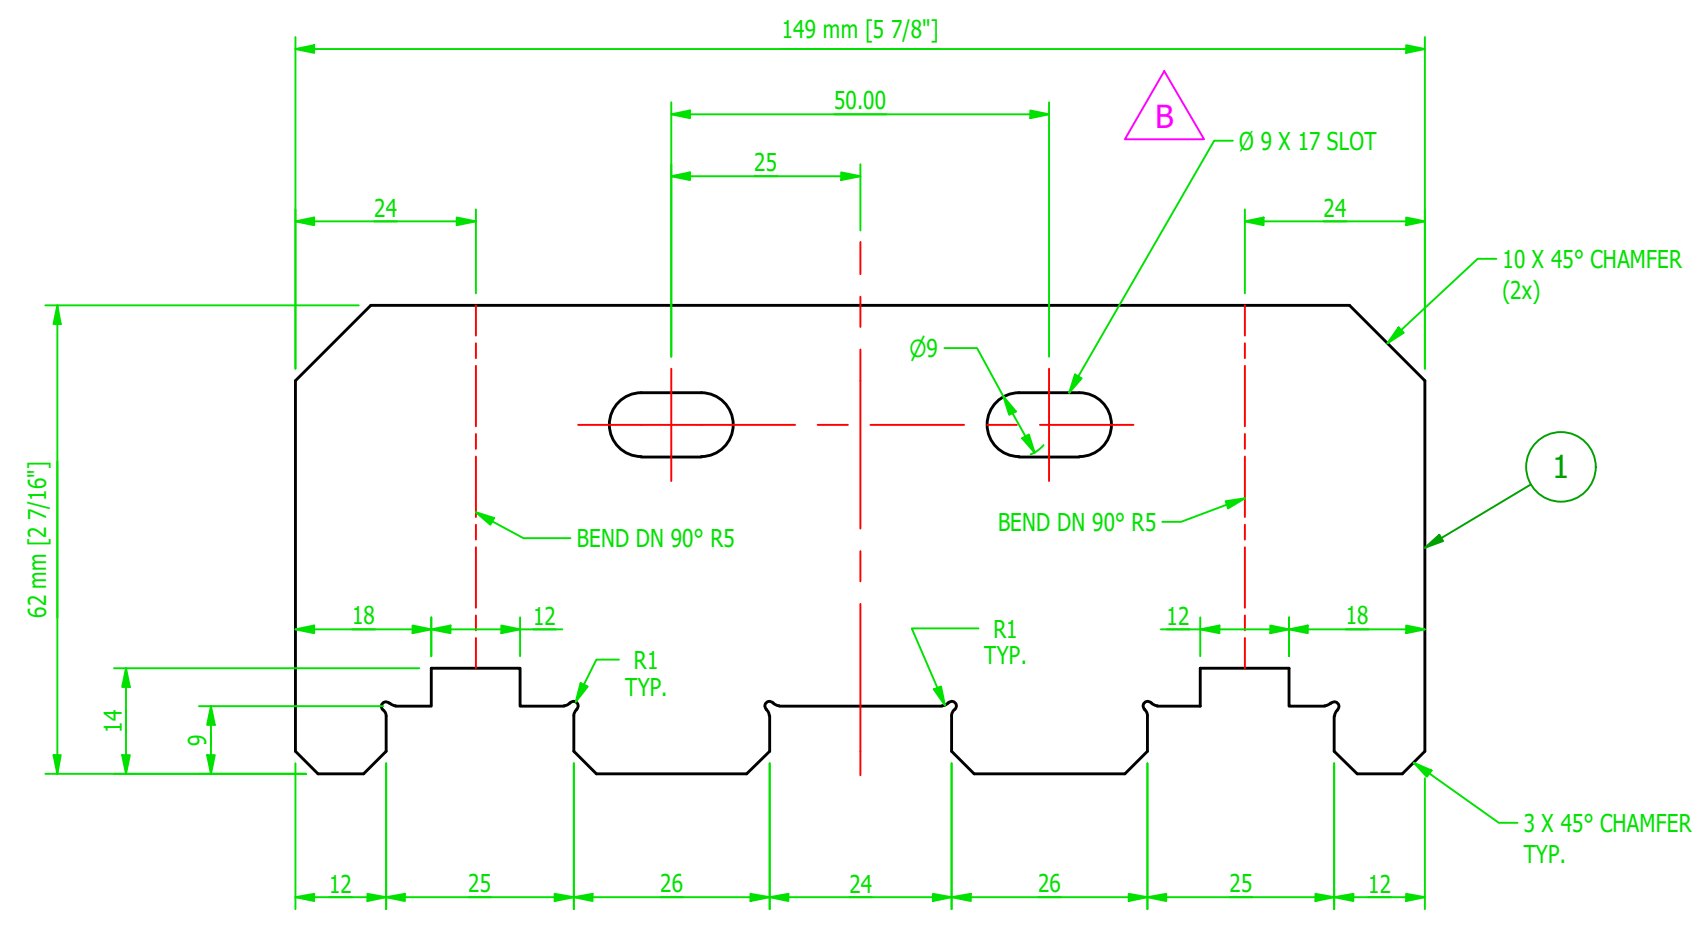 149 mm [5 7/8"]
50.00
B
Ø 9 X 17 SLOT
25
24
24
10 X 45° CHAMFER
(2x)
Ø9
1
62 mm [2 7/16"]
BEND DN 90° R5
BEND DN 90° R5
18
12
12
18
R1
TYP.
R1
TYP.
14
9
3 X 45° CHAMFER
TYP.
12
25
26
24
26
25
12